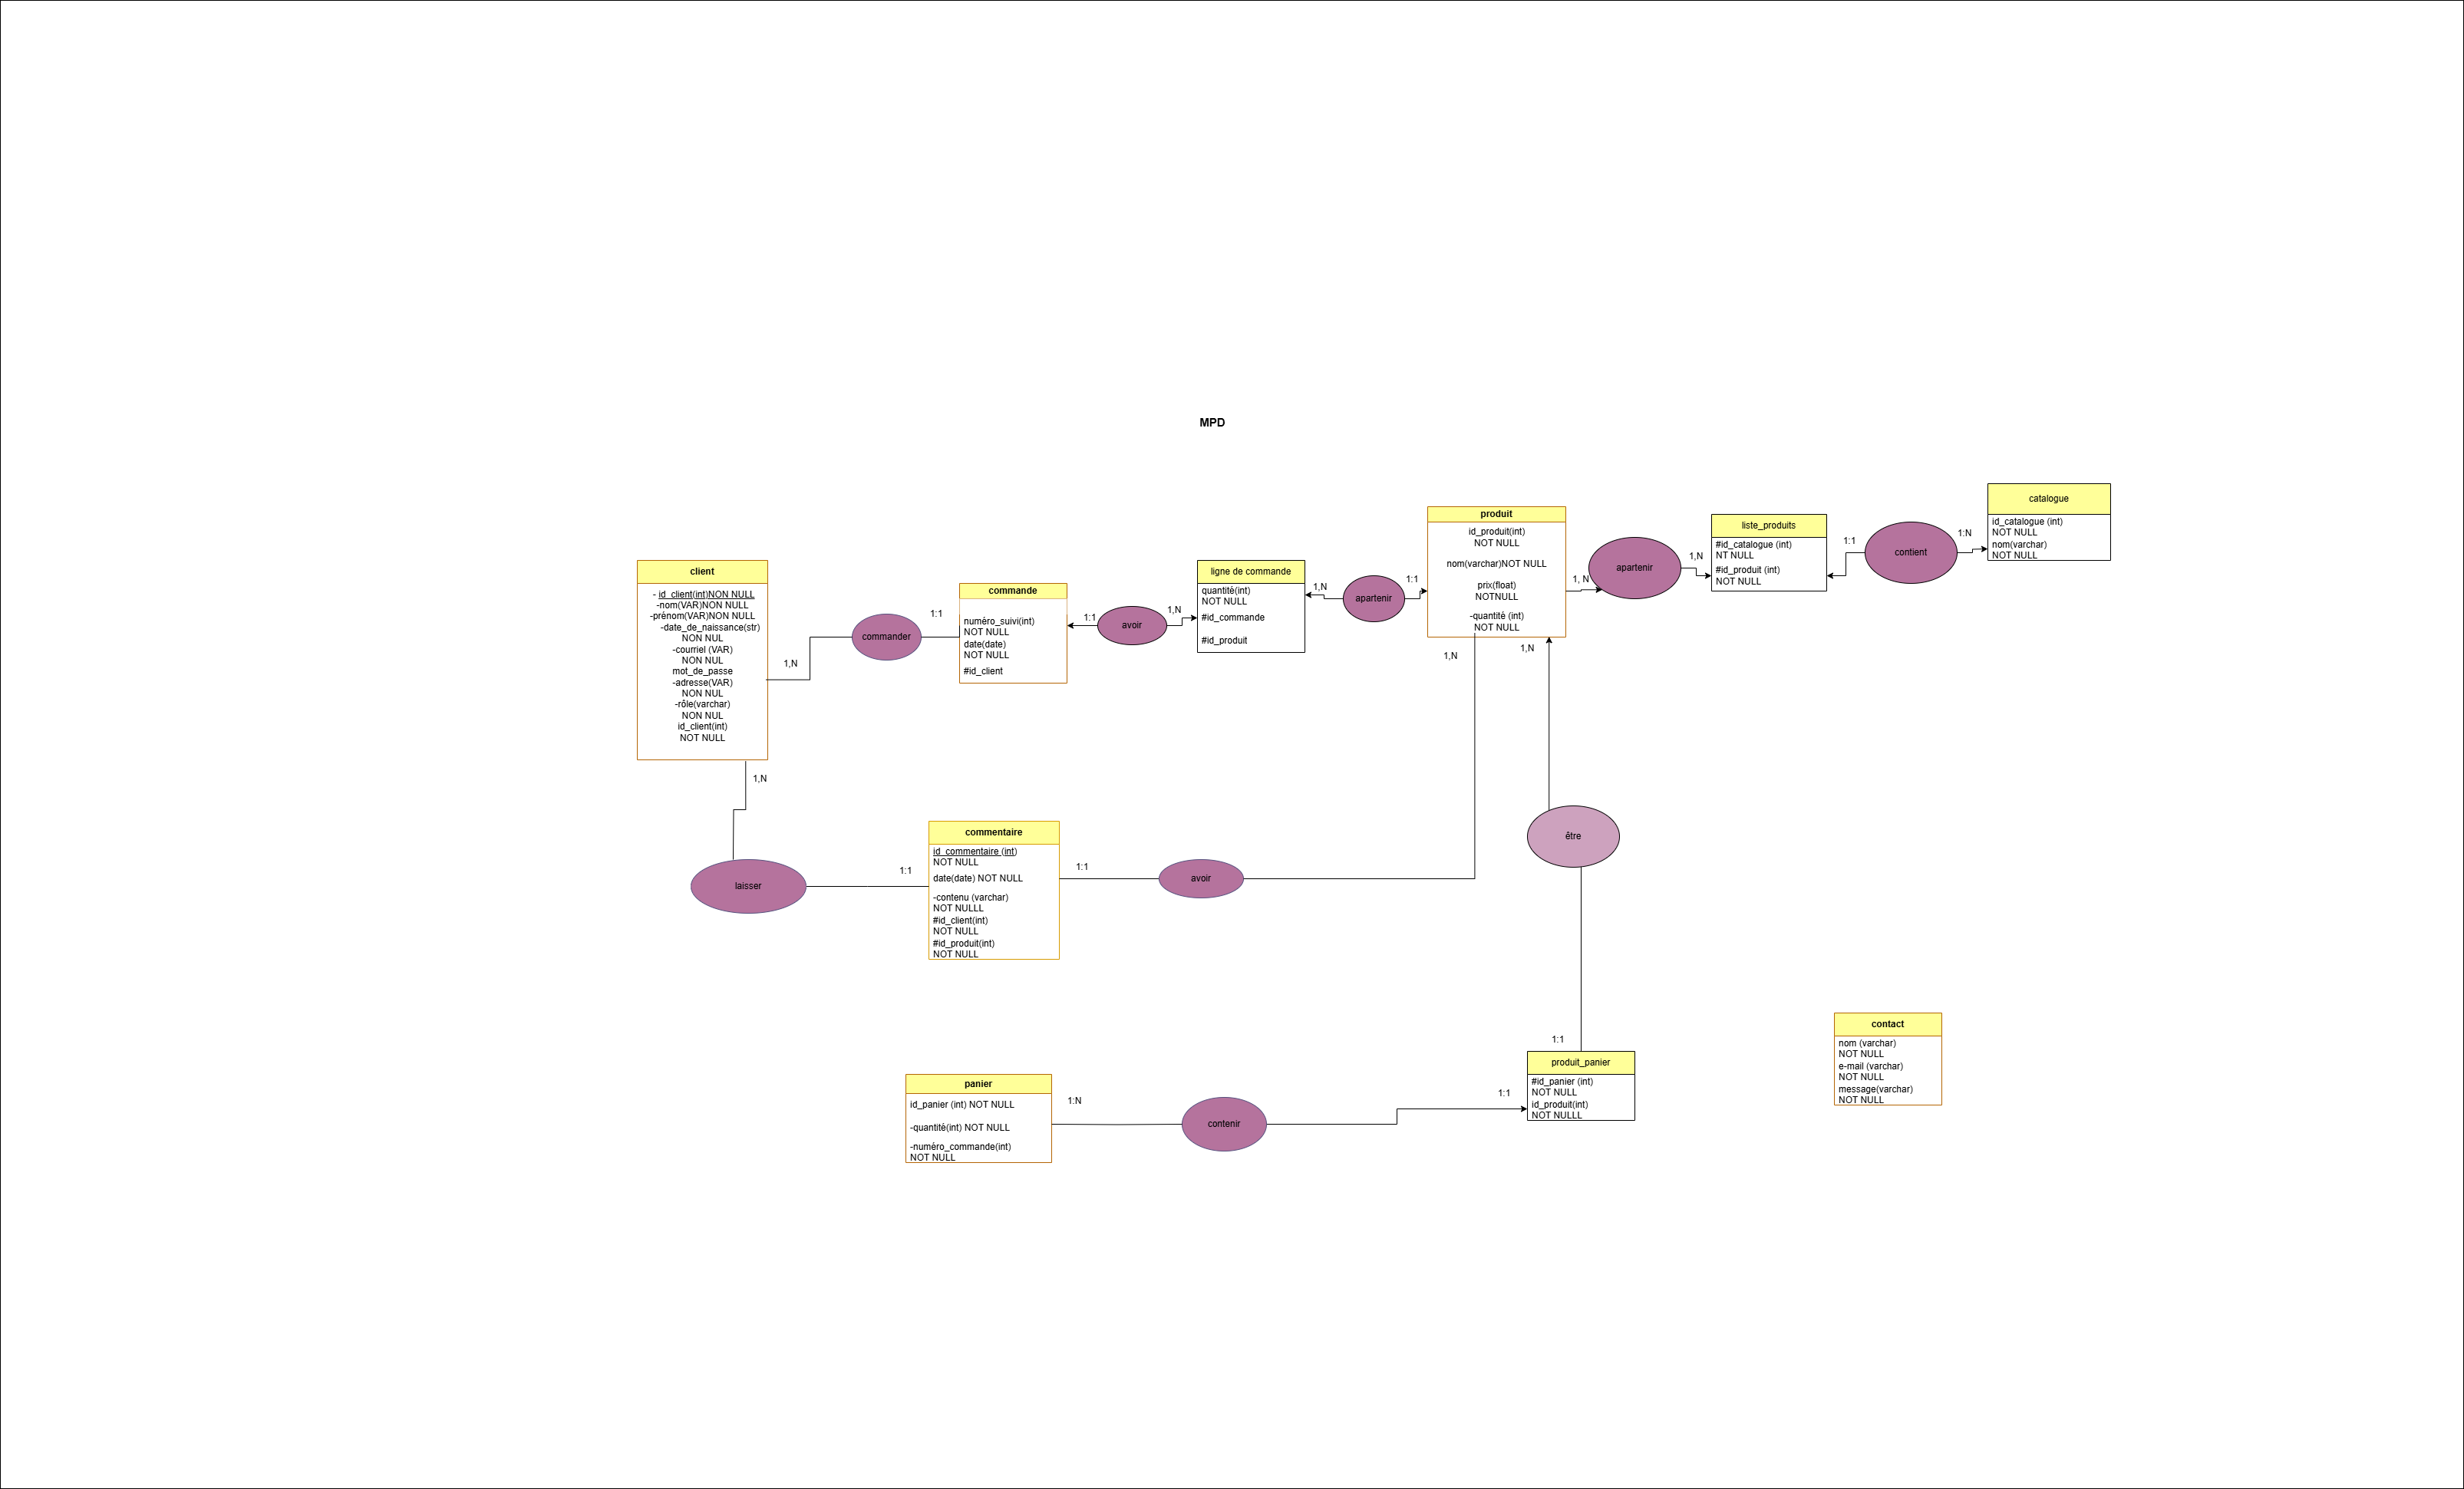 MPD
client
- id_client(int)NON NULL
-nom(VAR)NON NULL
-prénom(VAR)NON NULL
-date_de_naissance(str)
NON NUL
-courriel (VAR)
NON NUL
mot_de_passe
-adresse(VAR)
NON NUL
-rôle(varchar)
NON NUL
id_client(int)
NOT NULL
1,N
commander
1:1
commande
numéro_suivi(int)
NOT NULL
date(date)
NOT NULL
#id_client
1:1
avoir
1,N
ligne de commande
quantité(int)
NOT NULL
#id_commande
#id_produit
1,N
apartenir
1:1
produit
id_produit(int)
NOT NULL
nom(varchar)NOT NULL
prix(float)
NOTNULL
-quantité (int)
NOT NULL
1, N
apartenir
1,N
liste_produits
#id_catalogue (int)
NT NULL
#id_produit (int)
NOT NULL
1:1
contient
1:N
catalogue
id_catalogue (int)
NOT NULL
nom(varchar)
NOT NULL
1,N
1,N
1,N
laisser
1:1
commentaire
id_commentaire (int)
NOT NULL
date(date) NOT NULL
-contenu (varchar)
NOT NULLL
#id_client(int)
NOT NULL
#id_produit(int)
NOT NULL
1:1
avoir
être
1:1
panier
id_panier (int) NOT NULL
-quantité(int) NOT NULL
-numéro_commande(int)
NOT NULL
1:N
contenir
1:1
produit_panier
#id_panier (int)
NOT NULL
id_produit(int)
NOT NULLL
contact
nom (varchar)
NOT NULL
e-mail (varchar)
NOT NULL
message(varchar)
NOT NULL